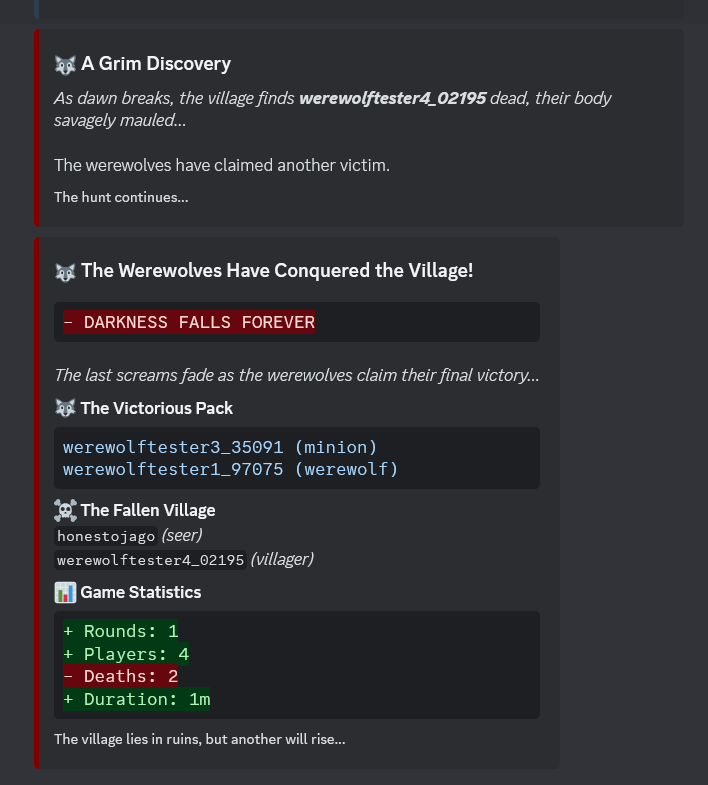 🐺 A Grim Discovery
As dawn breaks, the village finds werewolftester4_02195 dead, their body
savagely mauled...
The werewolves have claimed another victim.
The hunt continues...
🐺 The Werewolves Have Conquered the Village!
- DARKNESS FALLS FOREVER
The last screams fade as the werewolves claim their final victory...
🐺 The Victorious Pack
werewolftester3_35091 (minion)
werewolftester1_97075 (werewolf)
☠️ The Fallen Village
honestojago (seer)
werewolftester4_02195 (villager)
📊 Game Statistics
+ Rounds: 1
+ Players: 4
- Deaths: 2
+ Duration: 1m
The village lies in ruins, but another will rise...